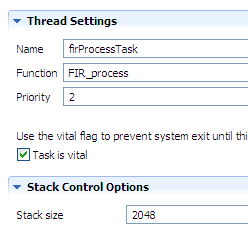 Thread Settings
Name firProcessTask
Function FIR_process
Priority 2
Use the vital flag to prevent system exit until thi
Task is vital
Stack Control Options
Stack size 2048